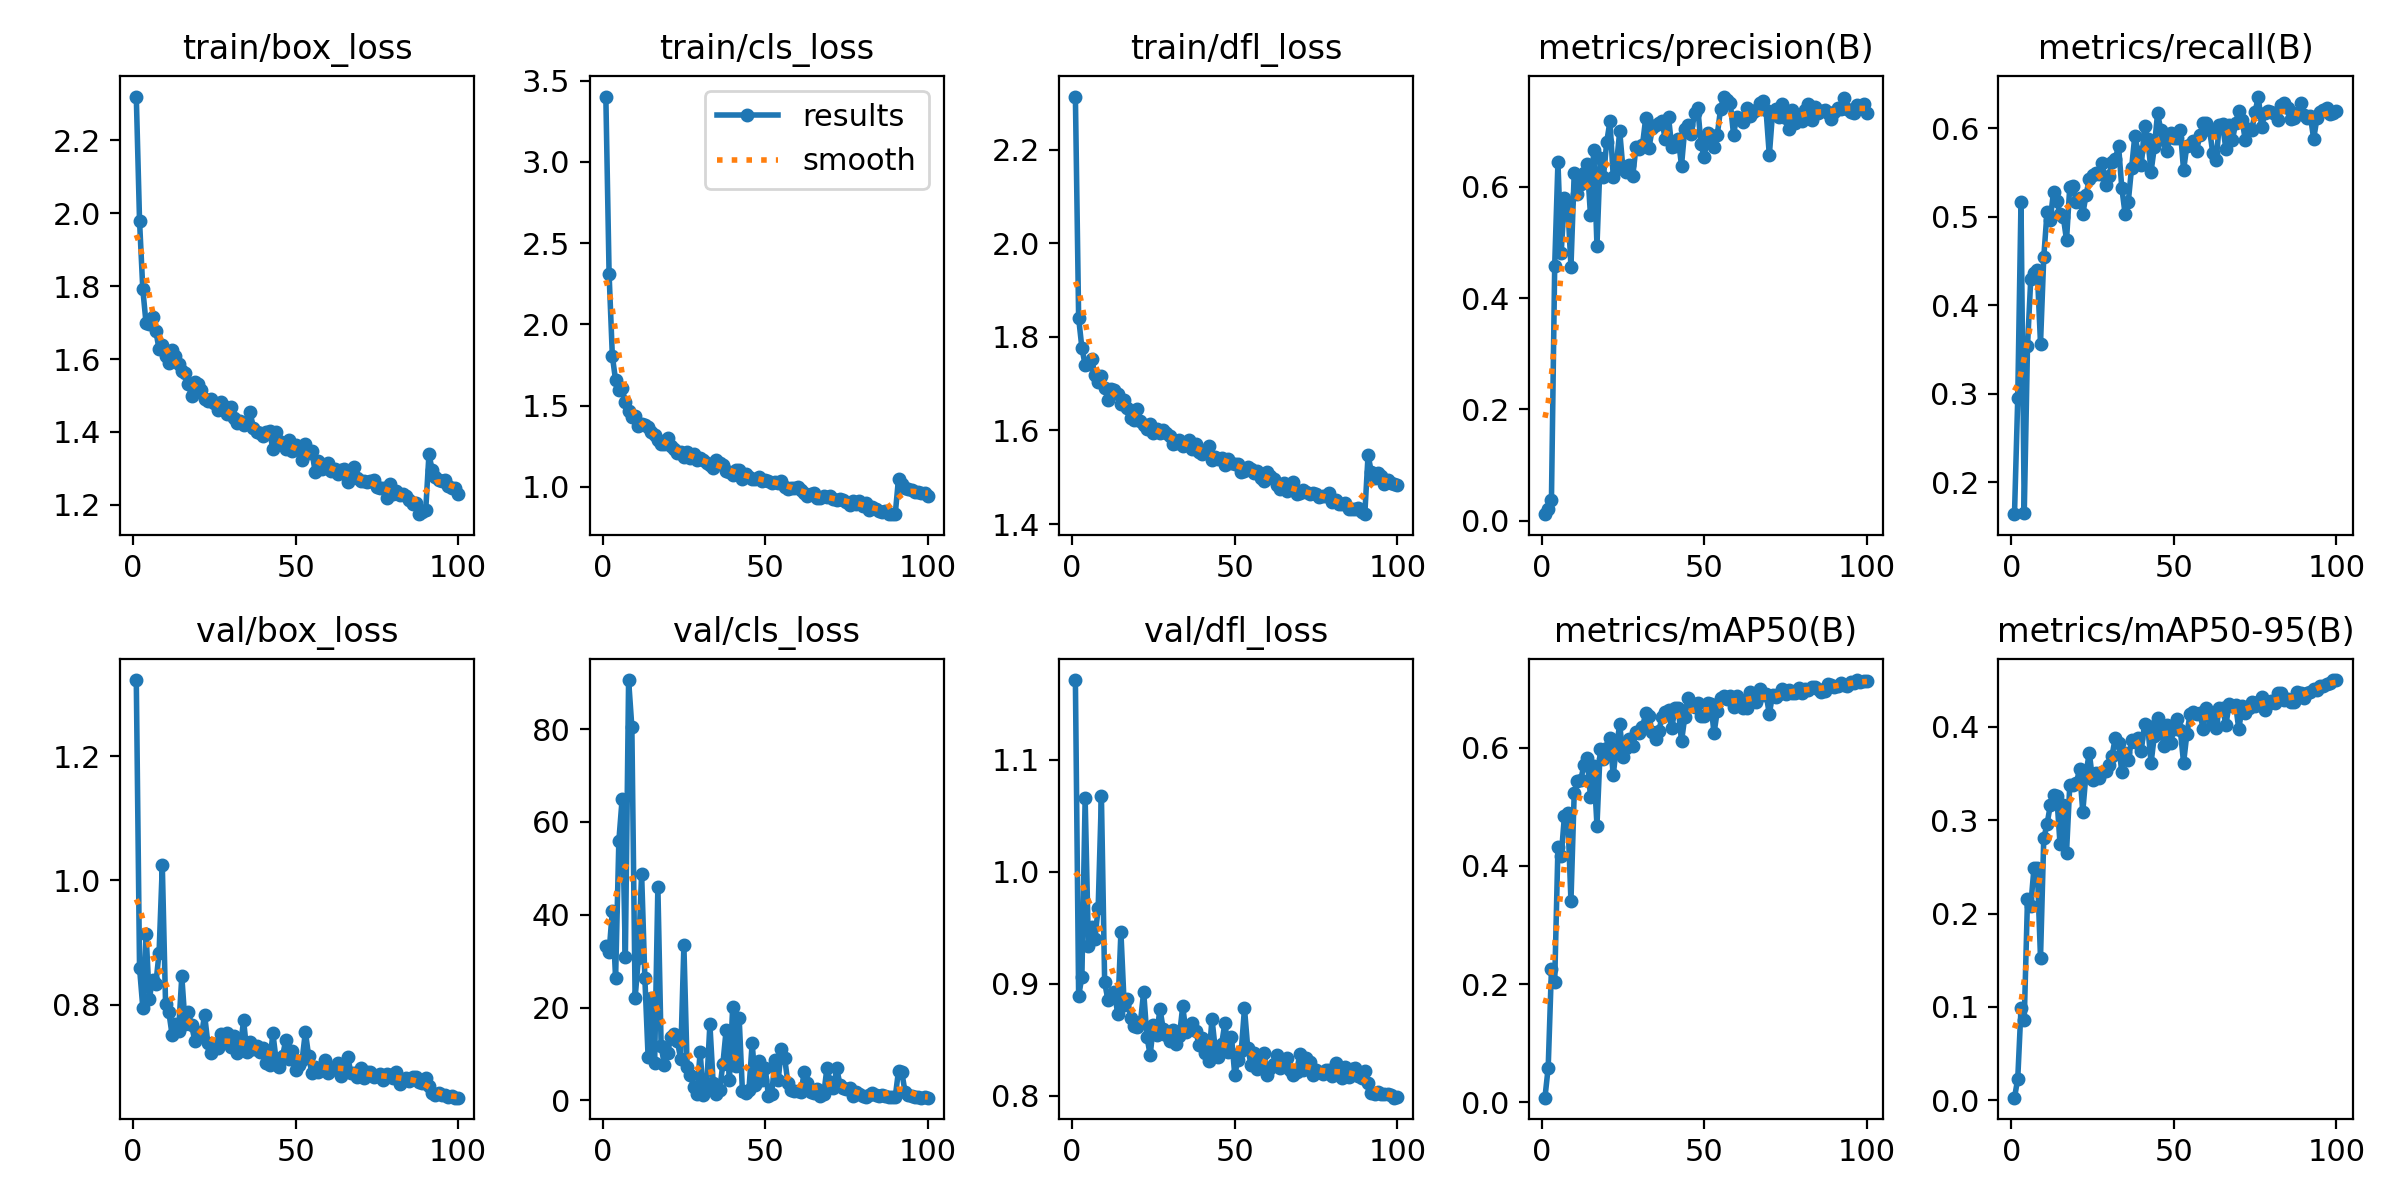 train/box_loss
2.2
2.0
1.8
1.6
1.4
1.2
0 50 100
train/cls_loss
results
smooth
3.5
3.0
2.5
2.0
1.5
1.0
0 50 100
train/dfl_loss
2.2
2.0
1.8
1.6
1.4
0 50 100
metrics/precision(B)
0.6
0.4
0.2
0.0
0 50 100
metrics/recall(B)
0.6
0.5
0.4
0.3
0.2
0 50 100
val/box_loss
1.2
1.0
0.8
0 50 100
val/cls_loss
80
60
40
20
0
0 50 100
val/dfl_loss
1.1
1.0
0.9
0.8
0 50 100
metrics/mAP50(B)
0.6
0.4
0.2
0.0
0 50 100
metrics/mAP50-95(B)
0.4
0.3
0.2
0.1
0.0
0 50 100